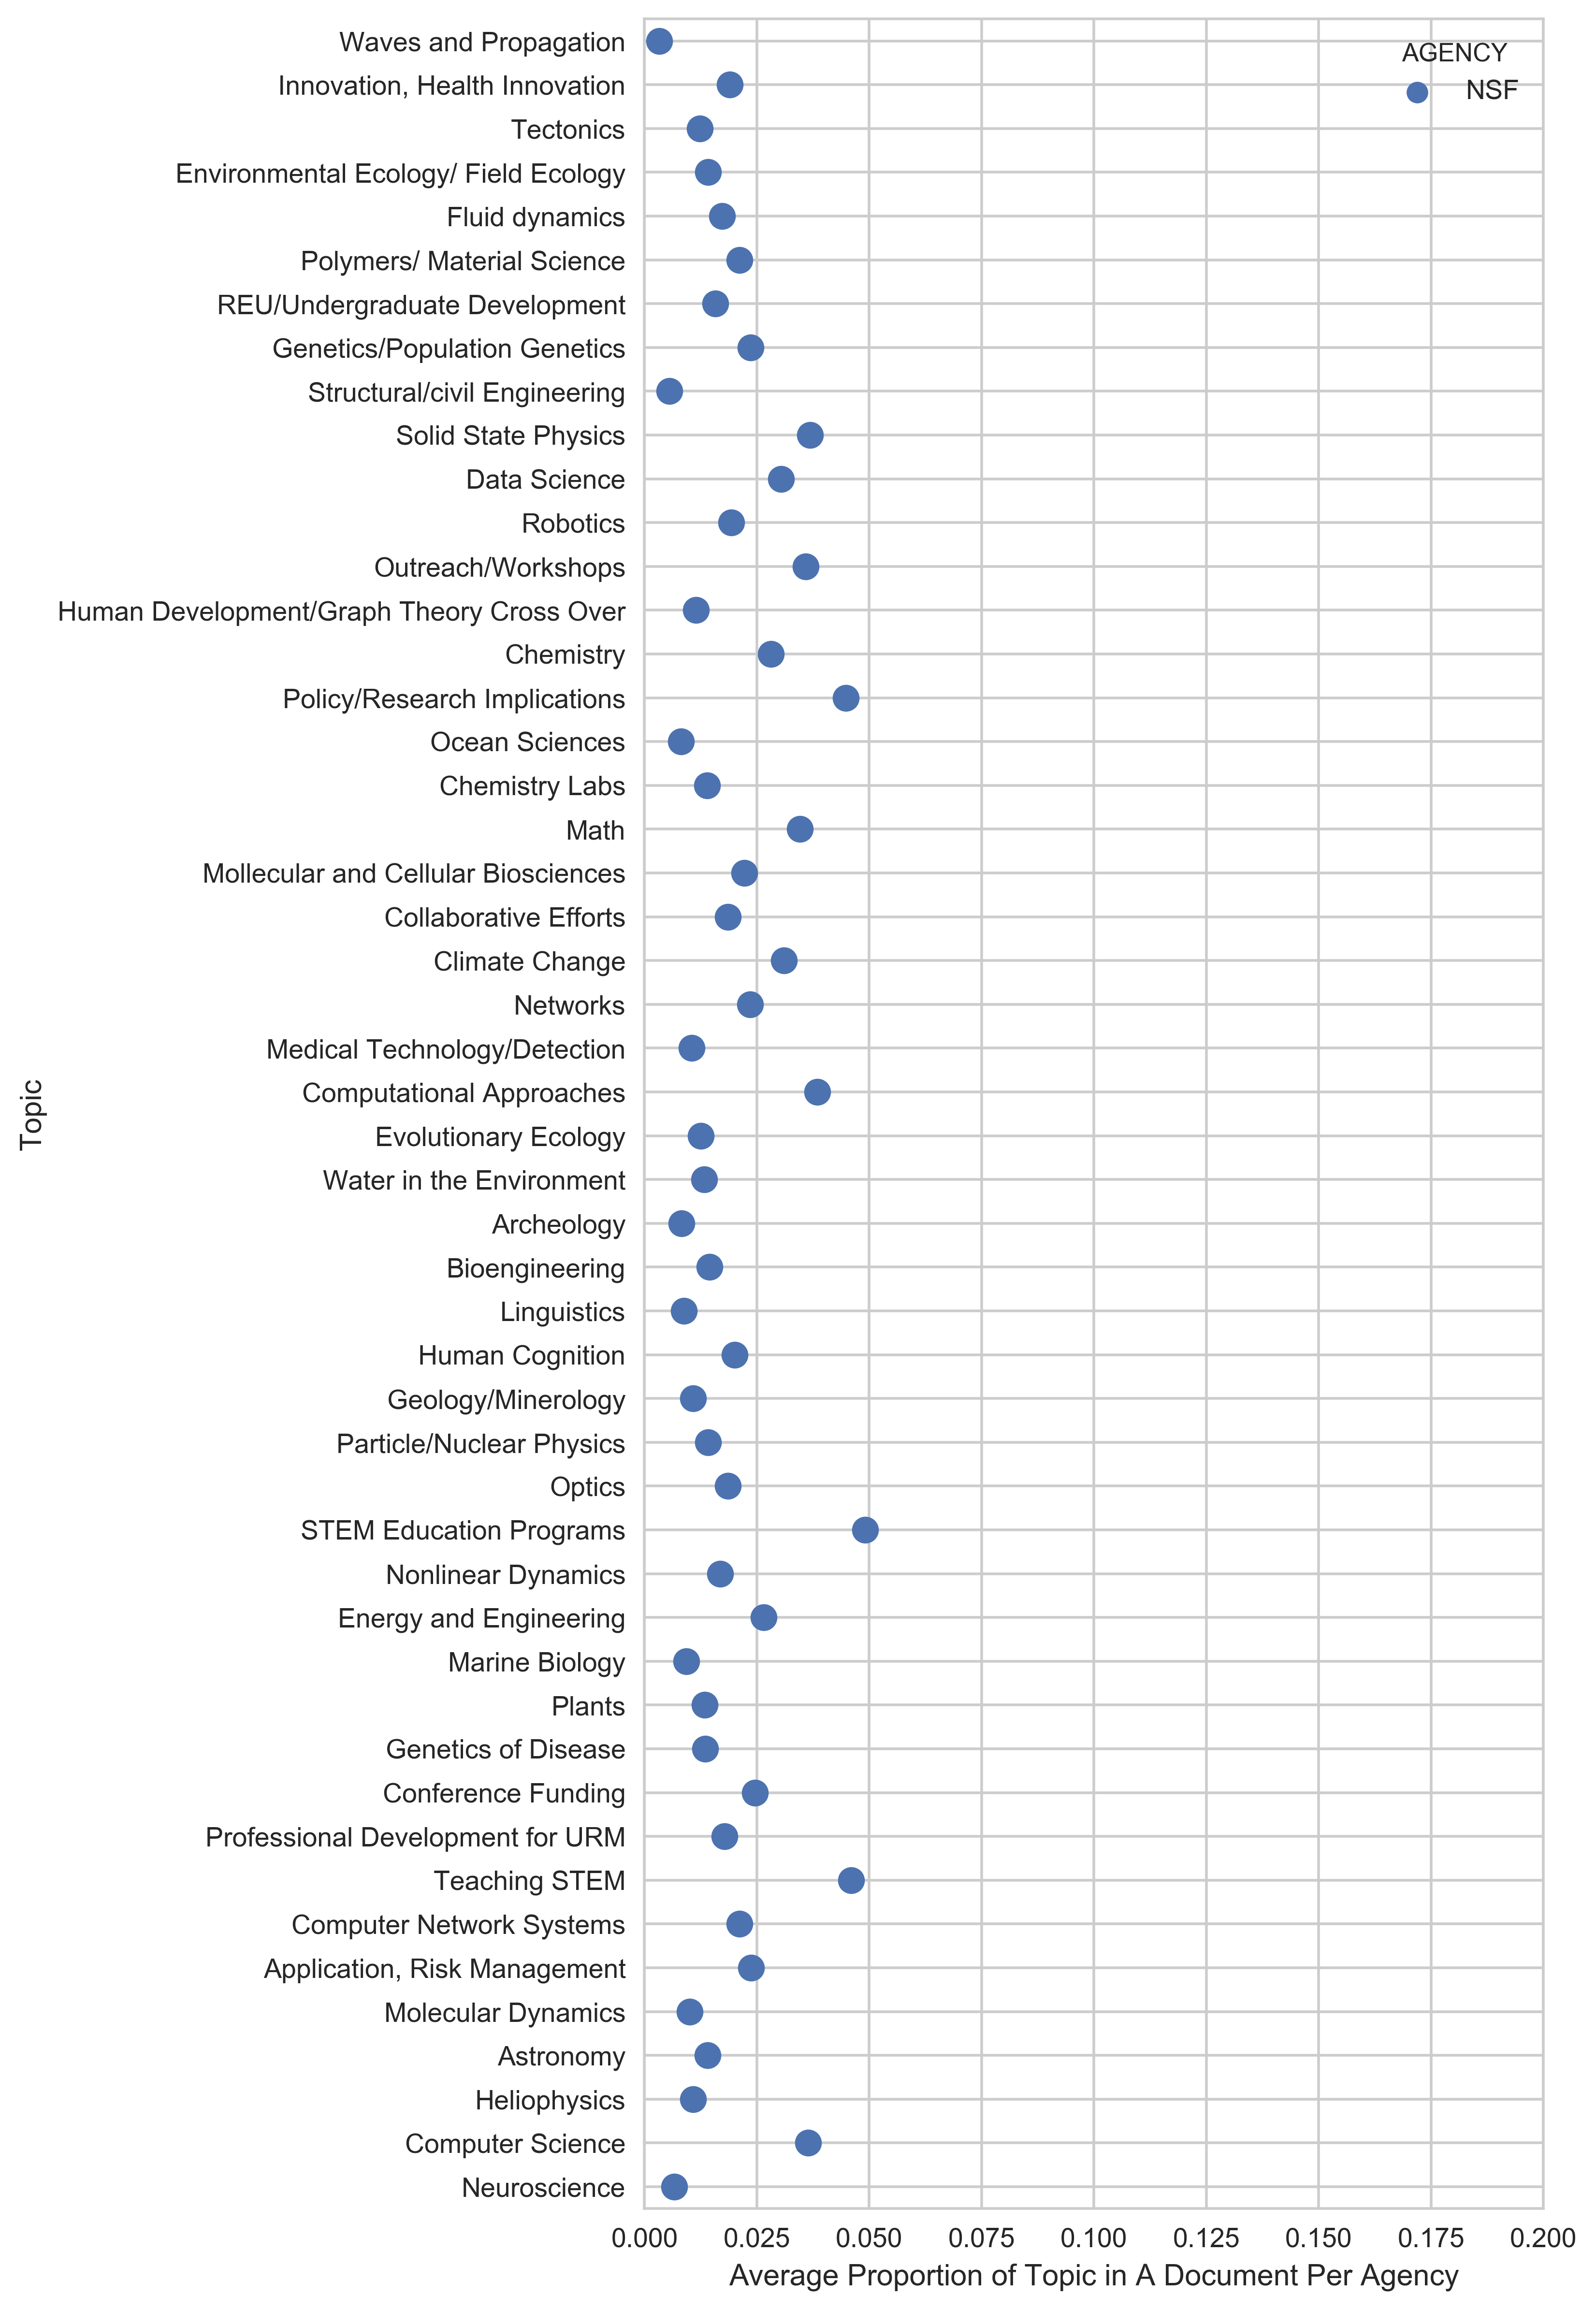 Waves and Propagation
AGENCY
Innovation, Health Innovation
NSF
Tectonics
Environmental Ecology/ Field Ecology
Fluid dynamics
Polymers/ Material Science
REU/Undergraduate Development
Genetics/Population Genetics
Structural/civil Engineering
Solid State Physics
Data Science
Robotics
Outreach/Workshops
Human Development/Graph Theory Cross Over
Chemistry
Policy/Research Implications
Ocean Sciences
Chemistry Labs
Math
Mollecular and Cellular Biosciences
Collaborative Efforts
Climate Change
Networks
Medical Technology/Detection
Computational Approaches
Topic
Evolutionary Ecology
Water in the Environment
Archeology
Bioengineering
Linguistics
Human Cognition
Geology/Minerology
Particle/Nuclear Physics
Optics
STEM Education Programs
Nonlinear Dynamics
Energy and Engineering
Marine Biology
Plants
Genetics of Disease
Conference Funding
Professional Development for URM
Teaching STEM
Computer Network Systems
Application, Risk Management
Molecular Dynamics
Astronomy
Heliophysics
Computer Science
Neuroscience
0.000 0.025 0.050 0.075 0.100 0.125 0.150 0.175 0.200
Average Proportion of Topic in A Document Per Agency